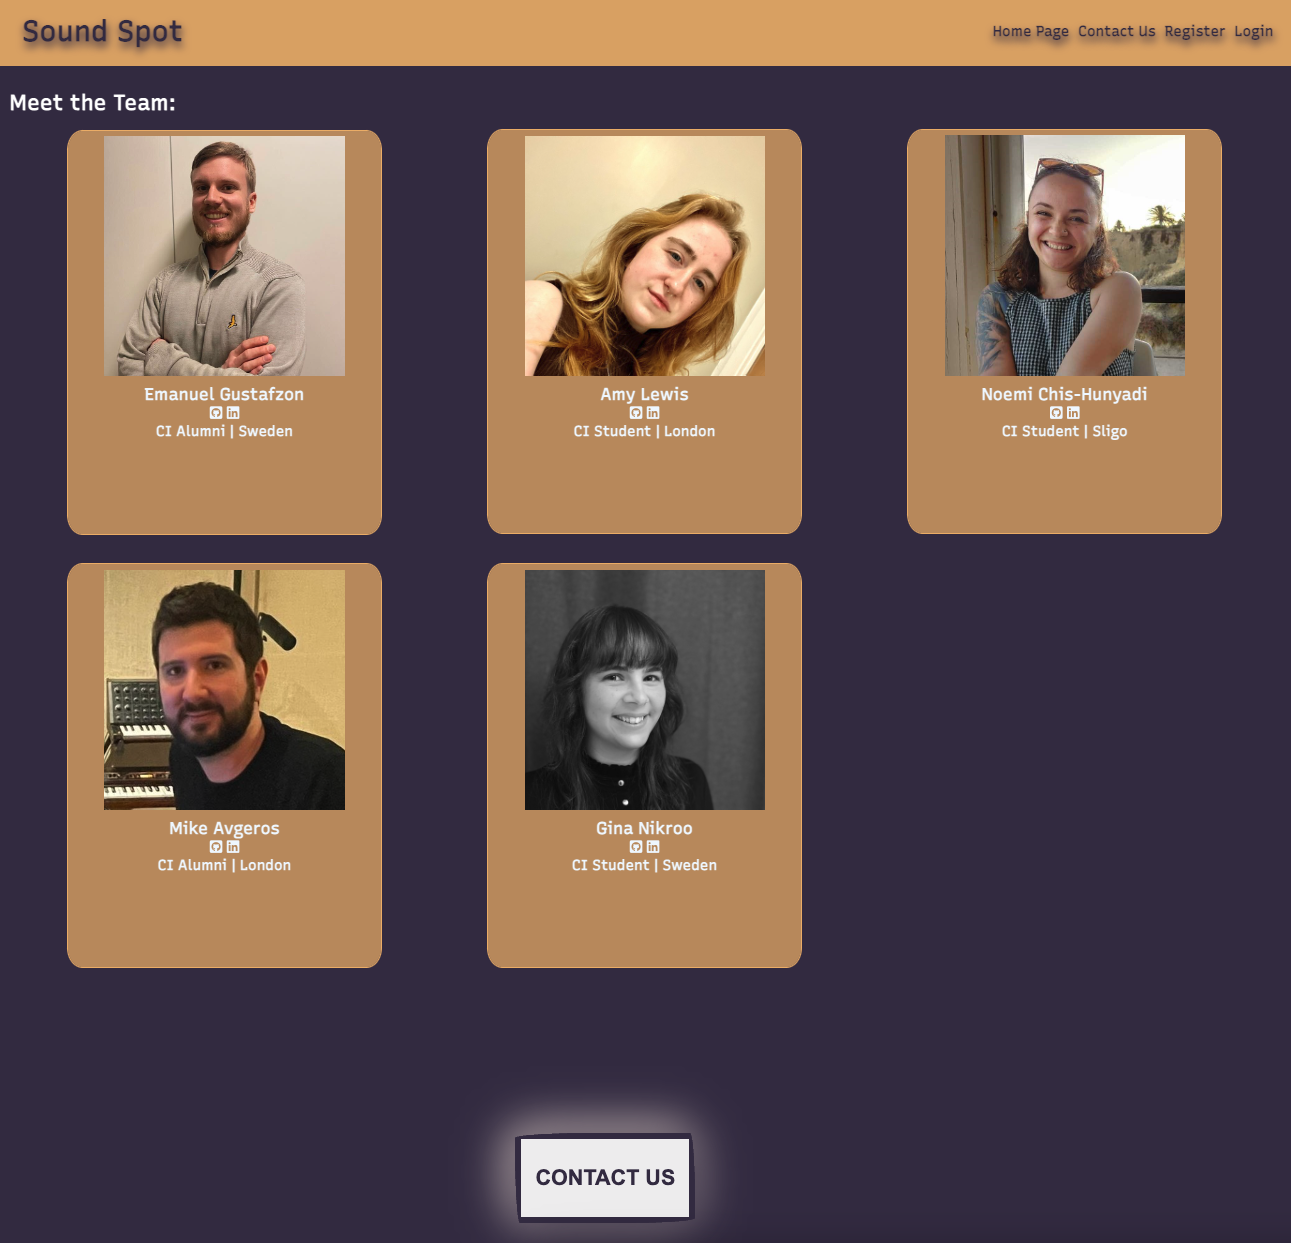 Sound Spot
Home Page Contact Us Register Login
Meet the Team:
Emanuel Gustafzon
CI Alumni | Sweden
Amy Lewis
CI Student | London
Noemi Chis-Hunyadi
CI Student | Sligo
Mike Avgeros
CI Alumni | London
Gina Nikroo
CI Student | Sweden
CONTACT US